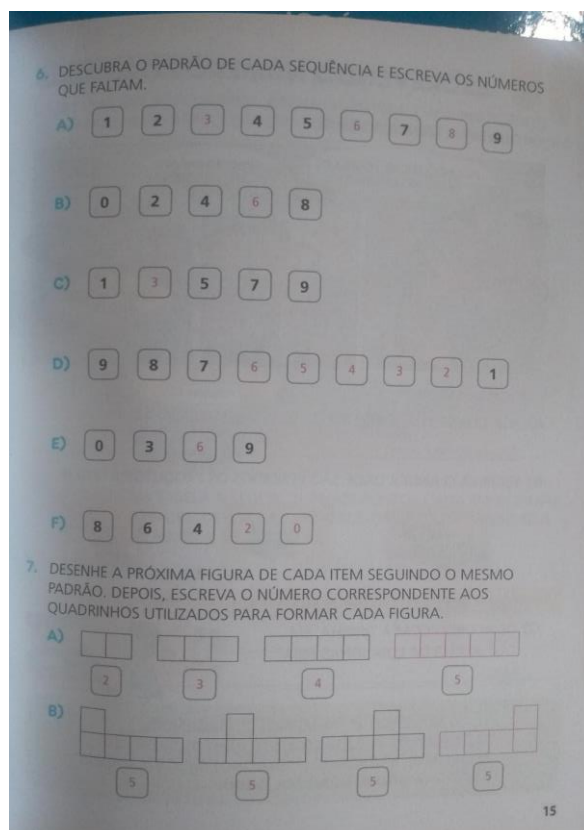 6. DESCUBRA O PADRÃO DE CADA SEQUÊNCIA E ESCREVA OS NÚMEROS
QUE FALTAM.
A) 1 2 3 4 5 6 7 8 9
B) 0 2 4 6 8
C) 1 3 5 7 9
D) 9 8 7 6 5 4 3 2 1
E) 0 3 6 9
F) 8 6 4 2 0
7. DESENHE A PRÓXIMA FIGURA DE CADA ITEM SEGUINDO O MESMO
PADRÃO. DEPOIS, ESCREVA O NÚMERO CORRESPONDENTE AOS
QUADRINHOS UTILIZADOS PARA FORMAR CADA FIGURA.
A)
2 3 4 5
B)
5 5 5 5
15